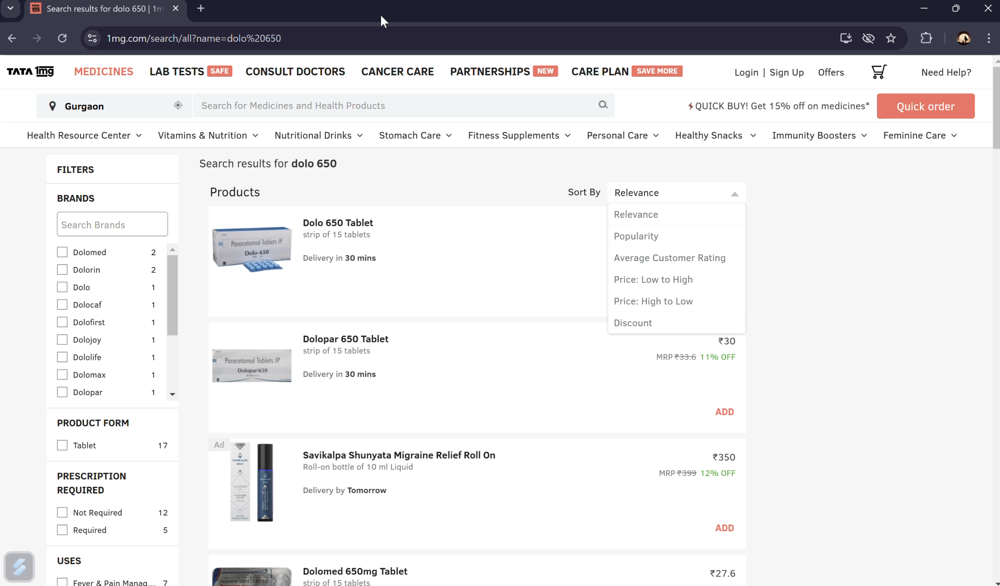 Search results for dolo 650 | 1m
1mg.com/search/all?name=dolo%20650
TATA 1mg
MEDICINES
LAB TESTS SAFE
CONSULT DOCTORS
CANCER CARE
PARTNERSHIPS NEW
CARE PLAN SAVE MORE
Login | Sign Up
Offers
Need Help?
Gurgaon
Search for Medicines and Health Products
QUICK BUY! Get 15% off on medicines*
Quick order
Health Resource Center
Vitamins & Nutrition
Nutritional Drinks
Stomach Care
Fitness Supplements
Personal Care
Healthy Snacks
Immunity Boosters
Feminine Care
FILTERS
BRANDS
Search Brands
Dolomed 2
Dolorin 2
Dolo 1
Dolocaf 1
Dolofirst 1
Dolojoy 1
Dololife 1
Dolomax 1
Dolopar 1
PRODUCT FORM
Tablet 17
PRESCRIPTION
REQUIRED
Not Required 12
Required 5
USES
Fever & Pain Manag... 7
Search results for dolo 650
Products
Sort By
Relevance
Relevance
Popularity
Average Customer Rating
Price: Low to High
Price: High to Low
Discount
Paracetamol Tablets IP
Dolo-650
Dolo 650 Tablet
strip of 15 tablets
Delivery in 30 mins
Paracetamol Tablets IP
Dolopar-650
Dolopar 650 Tablet
strip of 15 tablets
Delivery in 30 mins
₹30
MRP ₹33.6 11% OFF
ADD
Ad
SAVIKALPA
SHUNYATA
Savikalpa Shunyata Migraine Relief Roll On
Roll-on bottle of 10 ml Liquid
Delivery by Tomorrow
₹350
MRP ₹399 12% OFF
ADD
Dolomed 650mg Tablet
strip of 15 tablets
₹27.6